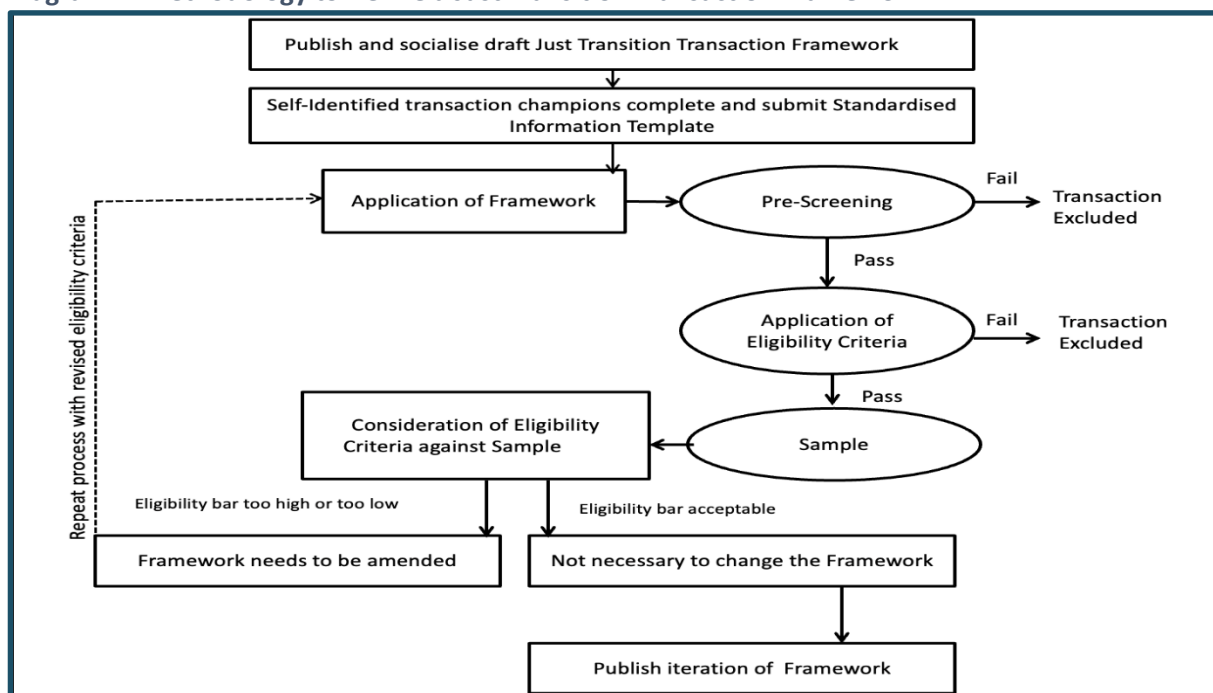 Publish and socialise draft Just Transition Transaction Framework
Self-Identified transaction champions complete and submit Standardised
Information Template
Application of Framework
Pre-Screening
Fail
Transaction
Excluded
Pass
Application of
Eligibility Criteria
Fail
Transaction
Excluded
Pass
Sample
Consideration of Eligibility
Criteria against Sample
Eligibility bar too high or too low
Eligibility bar acceptable
Framework needs to be amended
Not necessary to change the Framework
Publish iteration of Framework
Repeat process with revised eligibility criteria